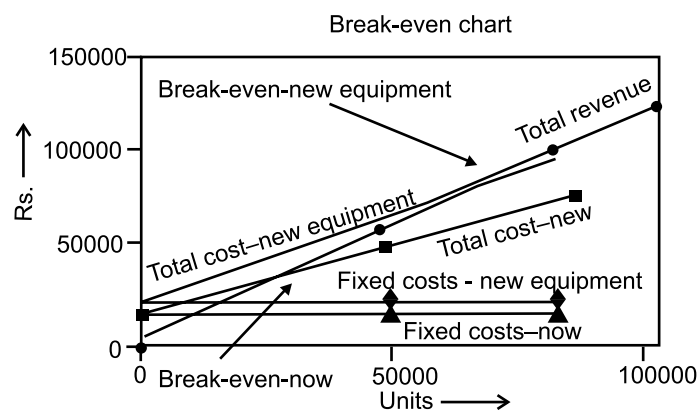 Break-even chart
150000
Break-even-new equipment
Total revenue
100000
Rs.
Total cost–new equipment
50000
Total cost–new
Fixed costs - new equipment
Fixed costs–now
0
0
50000
100000
Break-even-now
Units